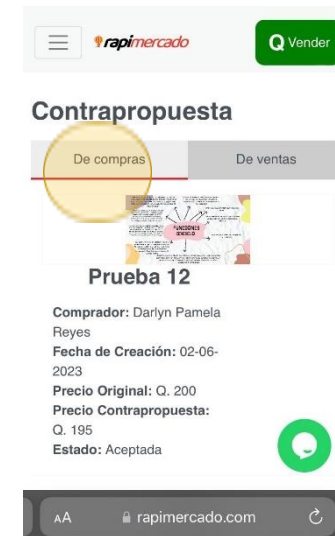 rapimercado
Q Vender
Contrapropuesta
De compras
De ventas
Prueba 12
Comprador: Darlyn Pamela
Reyes
Fecha de Creación: 02-06-
2023
Precio Original: Q. 200
Precio Contrapropuesta:
Q. 195
Estado: Aceptada
AA
rapimercado.com